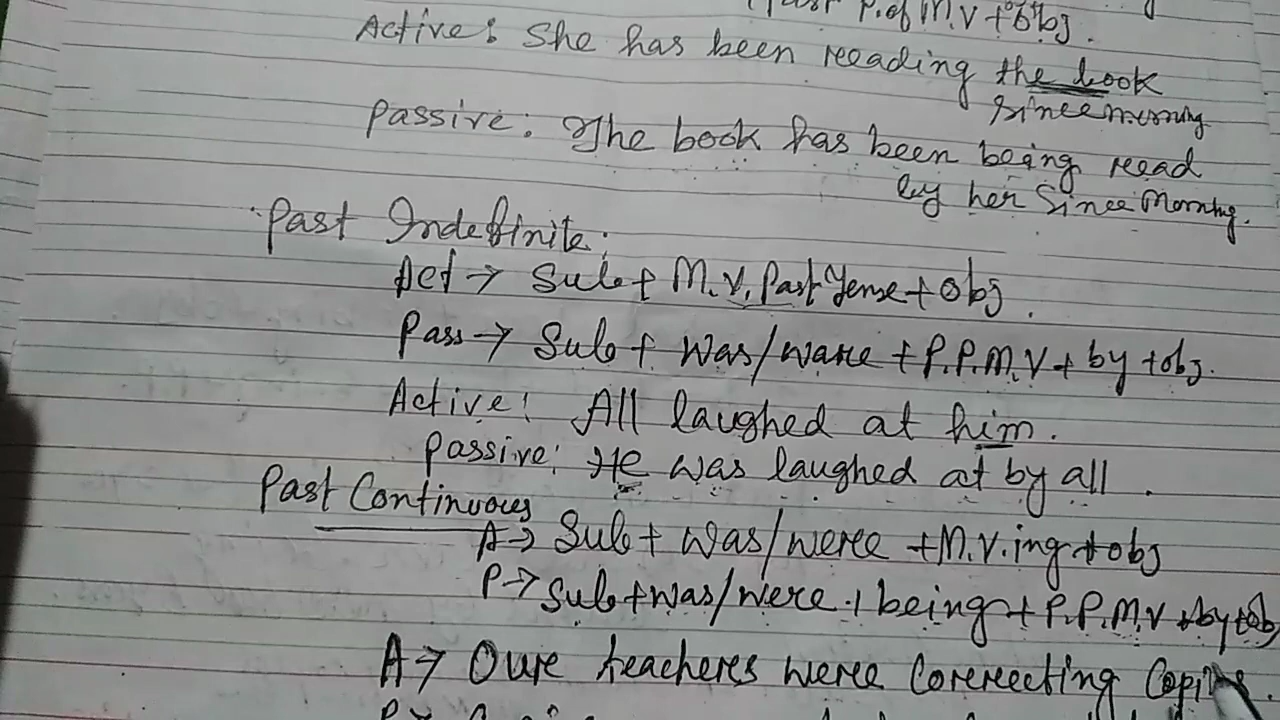 P. of M.V + obj.
Active: She has been reading the book
Since morning
Passive: The book has been being read
by her Since Morning.
Past Indefinite:
Act → Sub + M.V. Past Tense + obj.
Pass → Sub + was/ware + P.P.M.V + by + obj.
Active: All laughed at him.
Passive: He was laughed at by all.
Past Continuous
A → Sub + was/were + M.V.ing + obj
P → Sub + was/were + being + P.P.M.V + by + ob
A → Our teachers were Correcting